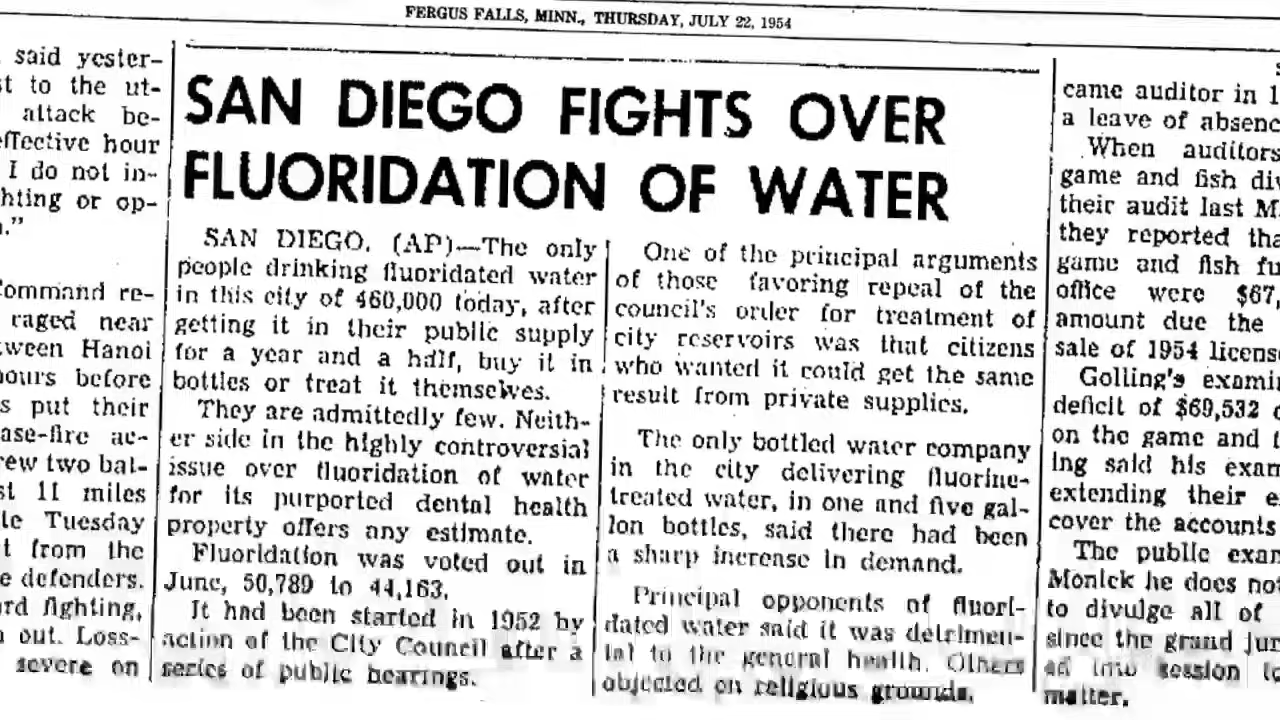 FERGUS FALLS, MINN., THURSDAY, JULY 22, 1954
said yester-
st to the ut-
attack be-
effective hour
I do not in-
hting or op-
."
Command re-
raged near
tween Hanoi
hours before
s put their
ase-fire ac-
rew two bal-
st 11 miles
le Tuesday
t from the
e defenders.
ard fighting,
out. Loss-
severe on
SAN DIEGO FIGHTS OVER
FLUORIDATION OF WATER
SAN DIEGO, (AP)—The only
people drinking fluoridated water
in this city of 460,000 today, after
getting it in their public supply
for a year and a half, buy it in
bottles or treat it themselves.
They are admittedly few. Neith-
er side in the highly controversial
issue over fluoridation of water
for its purported dental health
property offers any estimate.
Fluoridation was voted out in
June, 50,789 to 44,163.
It had been started in 1952 by
action of the City Council after a
series of public hearings.
One of the principal arguments
of those favoring repeal of the
council's order for treatment of
city reservoirs was that citizens
who wanted it could get the same
result from private supplies.
The only bottled water company
in the city delivering fluorine-
treated water, in one and five gal-
lon bottles, said there had been
a sharp increase in demand.
Principal opponents of fluori-
dated water said it was detrimen-
tal to the general health. Others
objected on religious grounds.
came auditor in 1
a leave of absenc
When auditors
game and fish div
their audit last M
they reported tha
game and fish fu
office were $67,
amount due the
sale of 1954 license
Golling's examin
deficit of $69,532
on the game and f
ing said his exam
extending their e
cover the accounts
The public exam
Monick he does not
to divulge all of
since the grand jur
ed into session to
matter.